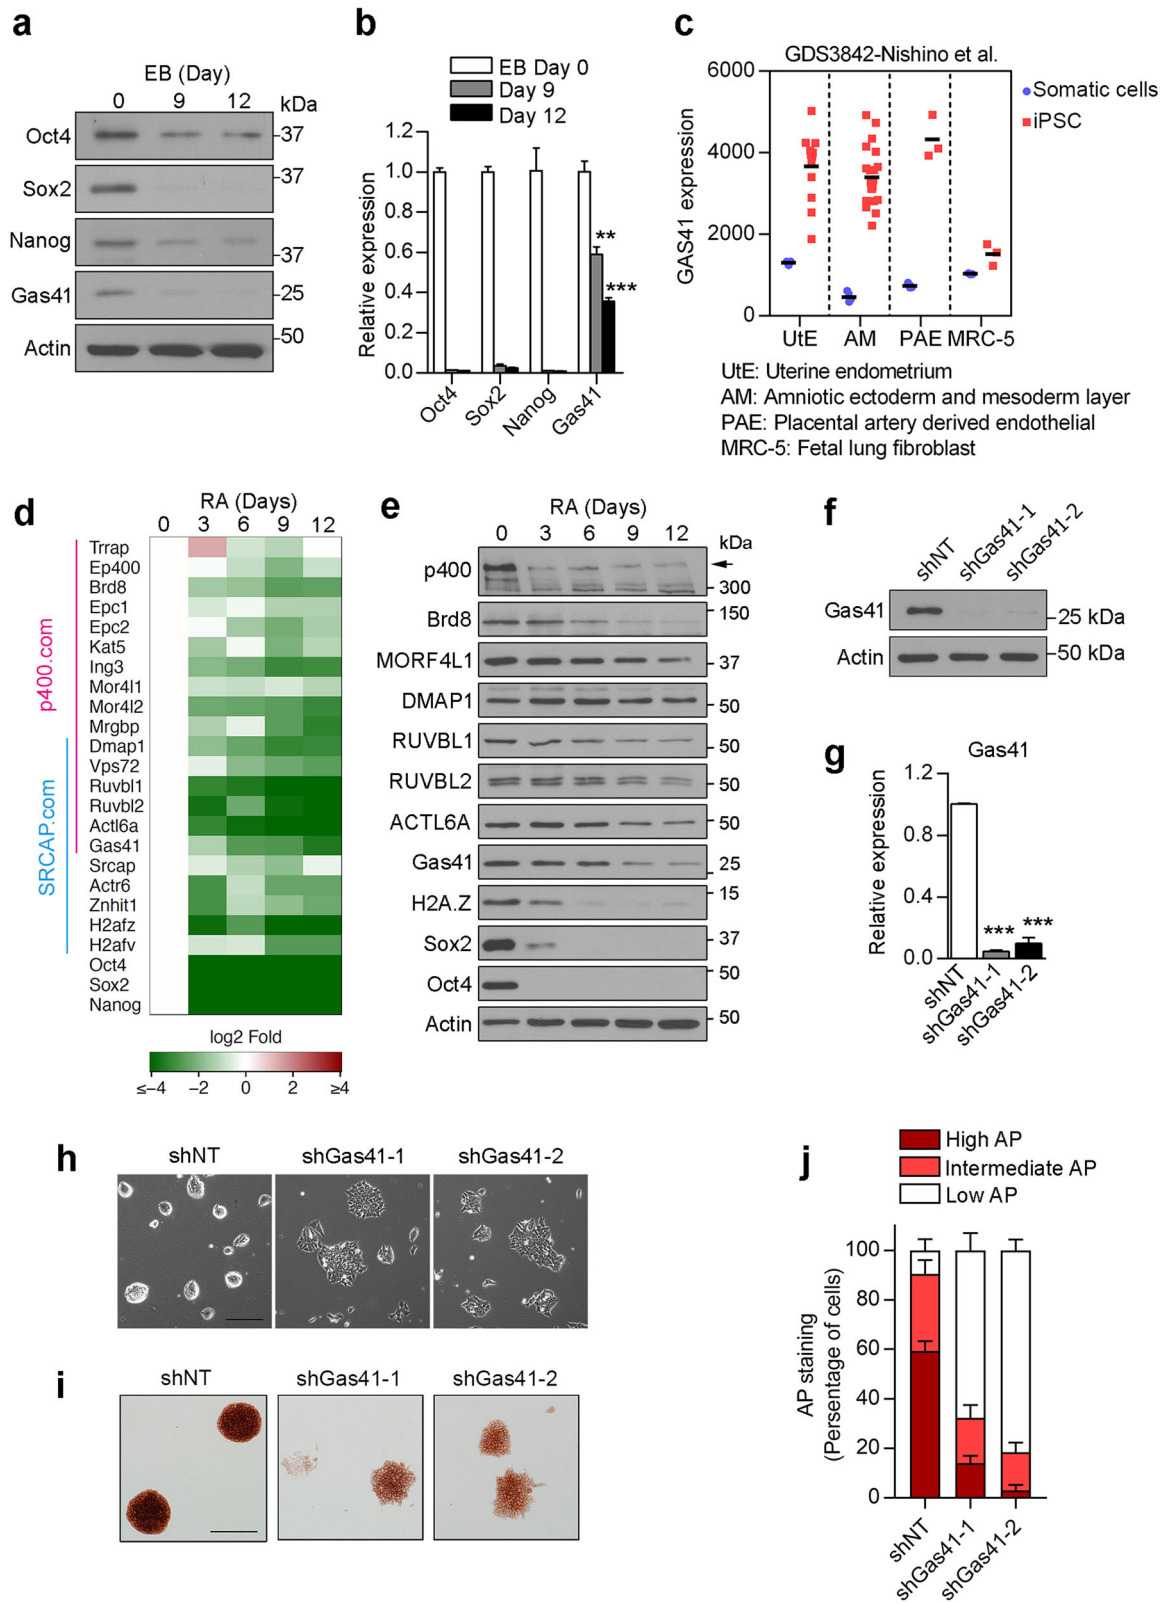 a
EB (Day)
0 9 12 kDa
Oct4 37
Sox2 37
Nanog 37
Gas41 25
Actin 50
b
EB Day 0
Day 9
Day 12
Relative expression
1.2
1.0
0.8
0.6
0.4
0.2
0.0
** 
***
Oct4 Sox2 Nanog Gas41
c
GDS3842-Nishino et al.
GAS41 expression
6000
4000
2000
0
Somatic cells
iPSC
UtE AM PAE MRC-5
UtE: Uterine endometrium
AM: Amniotic ectoderm and mesoderm layer
PAE: Placental artery derived endothelial
MRC-5: Fetal lung fibroblast
d
RA (Days)
0 3 6 9 12
p400.com
SRCAP.com
Trrap
Ep400
Brd8
Epc1
Epc2
Kat5
Ing3
Mor4l1
Mor4l2
Mrgbp
Dmap1
Vps72
Ruvbl1
Ruvbl2
Actl6a
Gas41
Srcap
Actr6
Znhit1
H2afz
H2afv
Oct4
Sox2
Nanog
log2 Fold
≤−4 −2 0 2 ≥4
e
RA (Days)
0 3 6 9 12
kDa
p400 300
Brd8 150
MORF4L1 37
DMAP1 50
RUVBL1 50
RUVBL2 50
ACTL6A 50
Gas41 25
H2A.Z 15
Sox2 37
Oct4 50
Actin 50
f
shNT shGas41-1 shGas41-2
Gas41 25 kDa
Actin 50 kDa
g
Gas41
Relative expression
1.2
0.8
0.4
0.0
*** ***
shNT shGas41-1 shGas41-2
h
shNT shGas41-1 shGas41-2
i
shNT shGas41-1 shGas41-2
j
High AP
Intermediate AP
Low AP
AP staining
(Persentage of cells)
100
80
60
40
20
0
shNT shGas41-1 shGas41-2